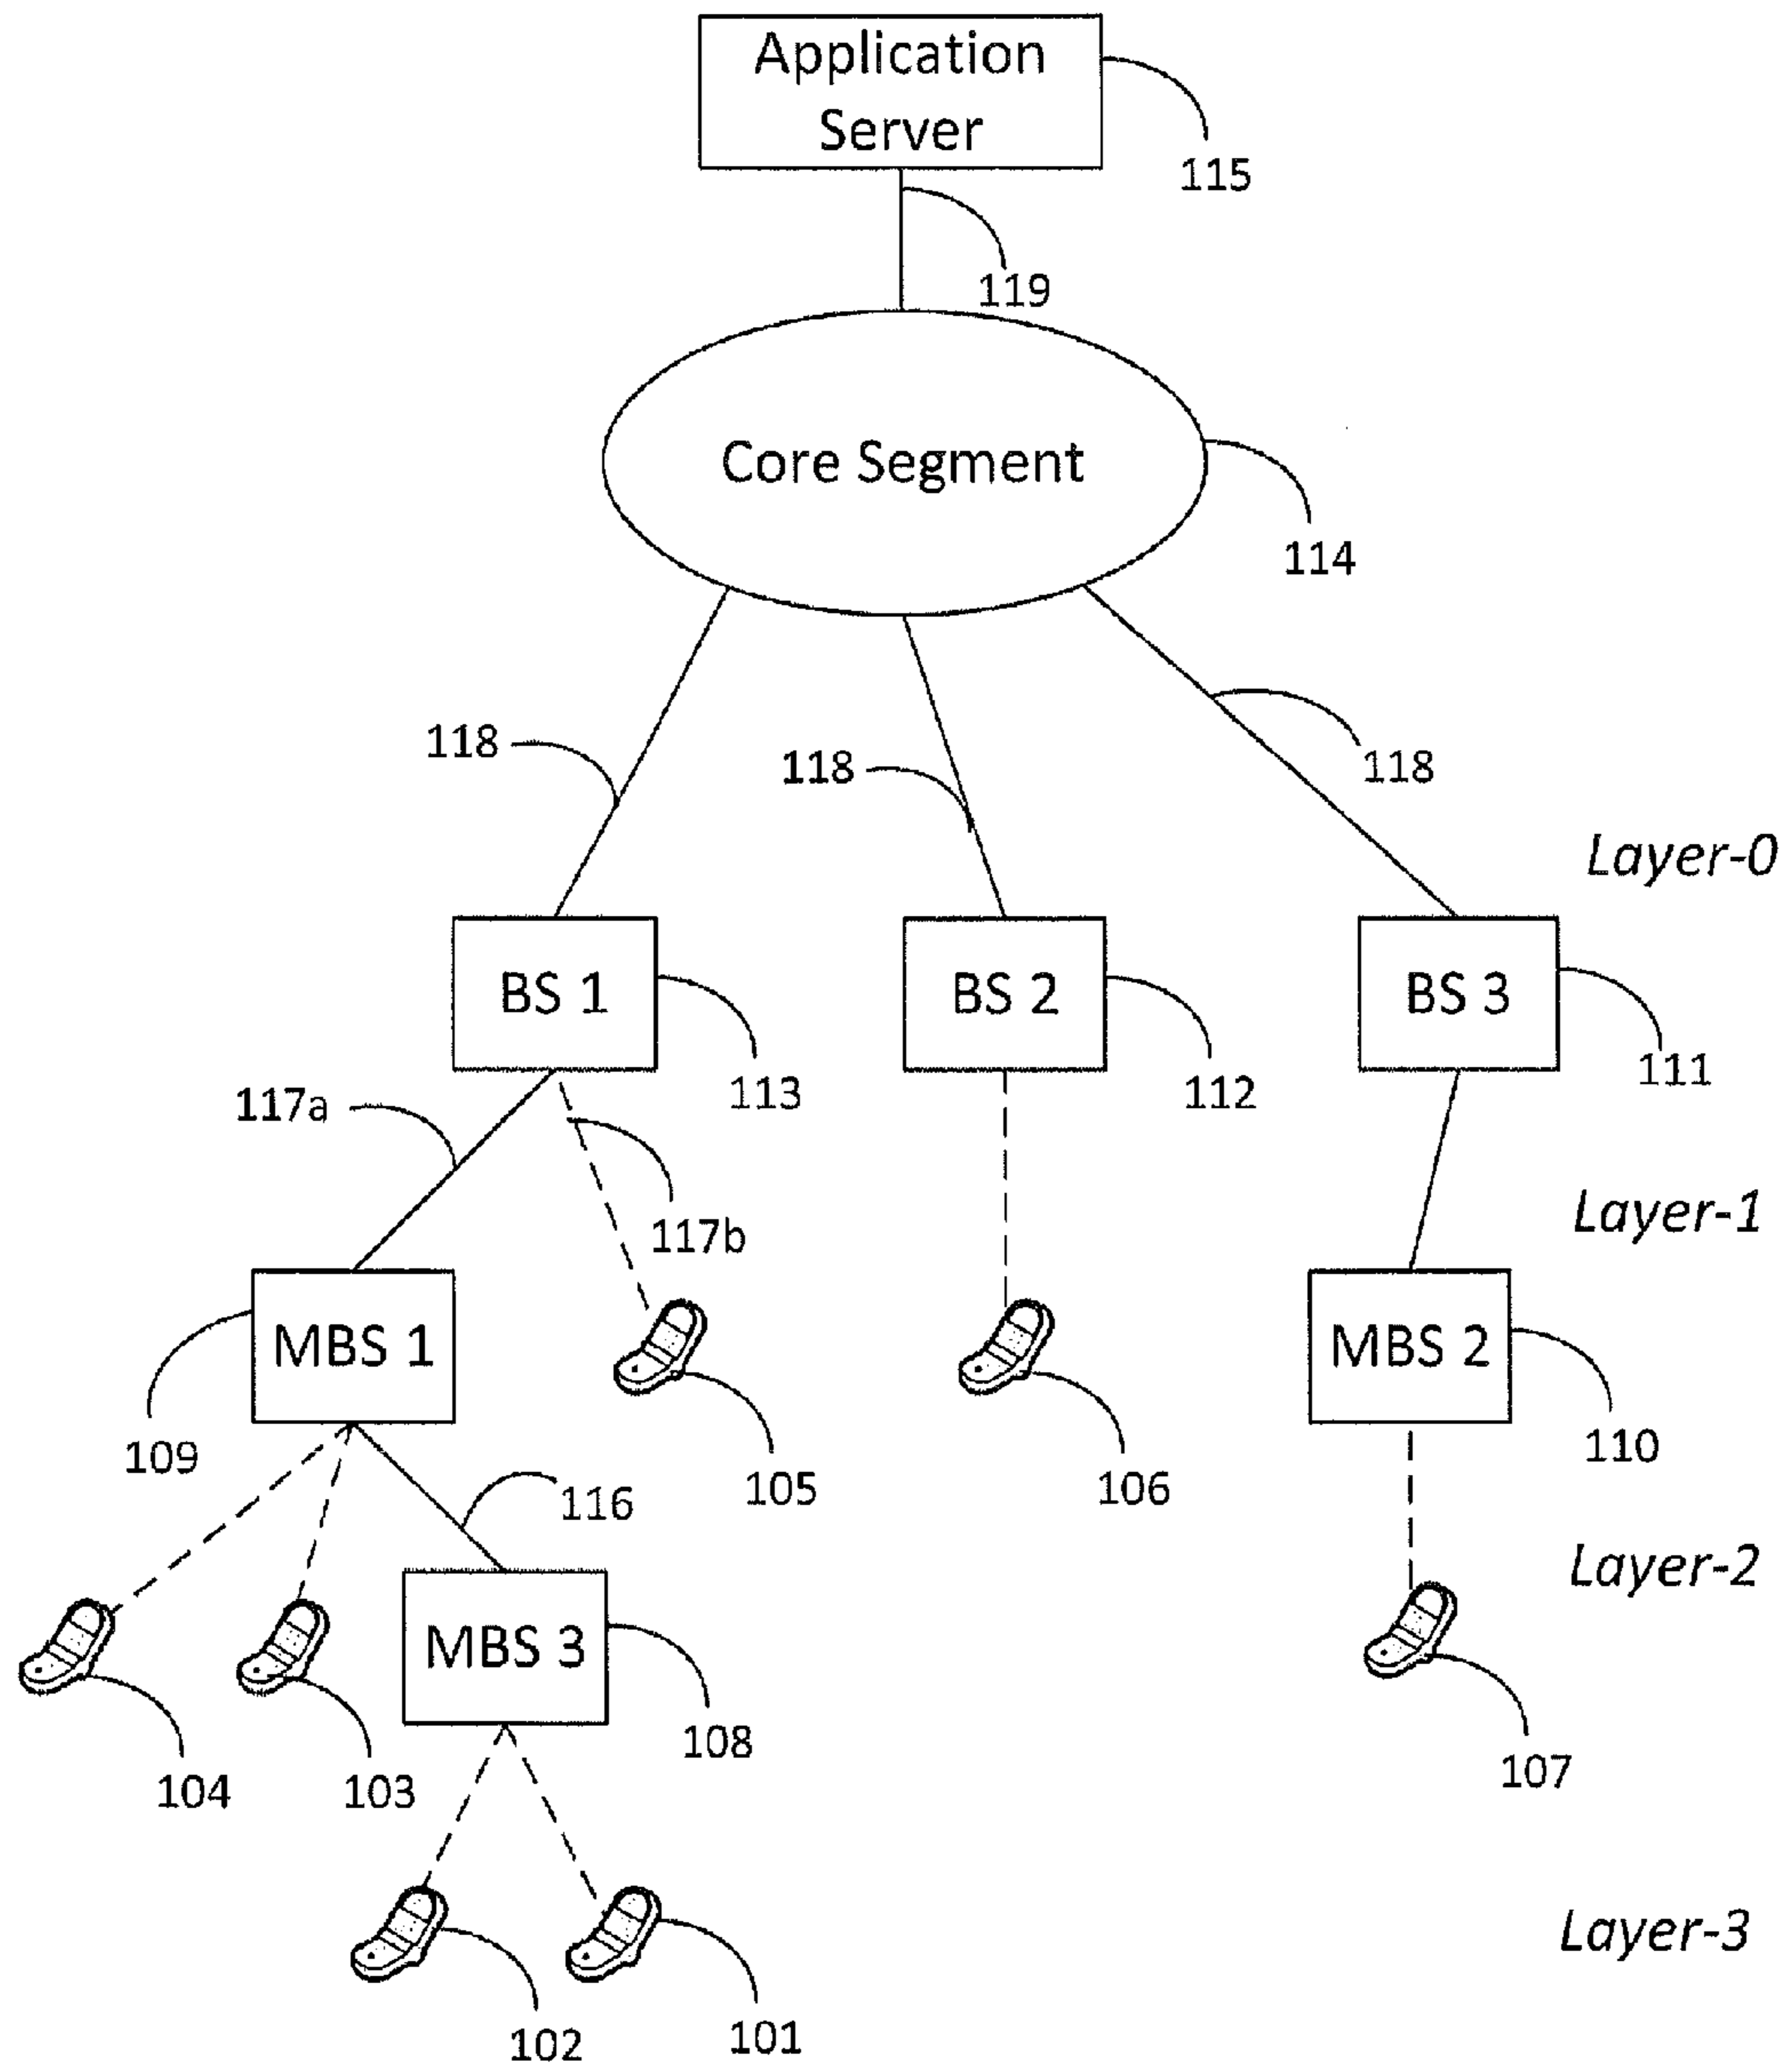 Application
Server
115
119
Core Segment
114
118
118
118
Layer-0
BS 1
BS 2
BS 3
113
112
111
117a
117b
Layer-1
MBS 1
MBS 2
109
105
106
110
116
Layer-2
MBS 3
104
103
108
107
Layer-3
102
101